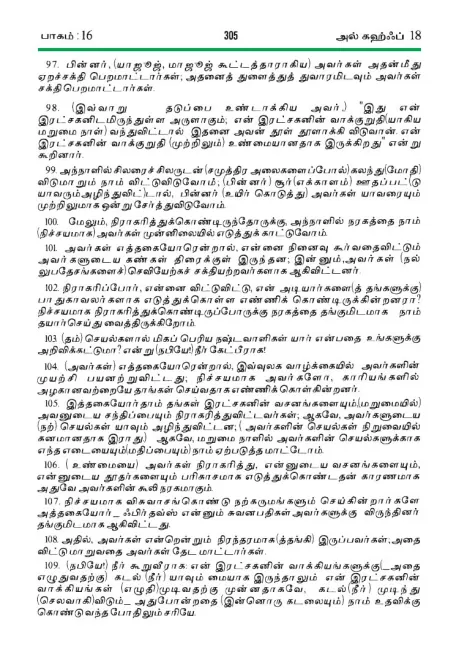 பாகம் : 16 305 அல் கஹ்ஃப் 18
97. பின்னர், (யாஜூஜ், மாஜூஜ் கூட்டத்தாராகிய) அவர்கள் அதன்மீது
ஏறச்சக்தி பெறமாட்டார்கள்; அதனைத் துளைத்துத் துவாரமிடவும் அவர்கள்
சக்தி பெறமாட்டார்கள்.
98. (இவ்வாறு தடுப்பை உண்டாக்கிய அவர்,) "இது என்
இரட்சகனிடமிருந்துள்ள அருளாகும்; என் இரட்சகனின் வாக்குறுதி(யாகிய
மறுமை நாள்) வந்துவிட்டால் இதனை அவன் தூள் தூளாக்கி விடுவான். என்
இரட்சகனின் வாக்குறுதி (முற்றிலும்) உண்மையானதாக இருக்கிறது" என்று
கூறினார்.
99. அந்நாளில் சிலரைச் சிலருடன் (சமுத்திர அலைகளைப்போல்) கலந்து(மோதி)
விடுமாறும் நாம் விட்டுவிடுவோம்; (பின்னர்) சூர்(எக்காளம்) ஊதப்பட்டு
யாவரும்அழிந்துவிட்)டால், பின்னர் (உயிர் கொடுத்து) அவர்கள் யாவரையும்
முற்றிலுமாக ஒன்று சேர்த்துவிடுவோம்.
100. மேலும், நிராகரித்துக்கொண்டிருந்தோருக்கு, அந்நாளில் நரகத்தை நாம்
(நிச்சயமாக) அவர்கள் முன்னிலையில் எடுத்துக் காட்டுவோம்.
101. அவர்கள் எத்தகையோரென்றால், என்னை நினைவு கூர்வதைவிட்டும்
அவர்களுடைய கண்கள் திரைக்குள் இருந்தன; இன்னும்,அவர்கள் (நல்
லுபதேசங்களைச்) செவியேற்கச் சக்தியற்றவர்களாக ஆகிவிட்டனர்.
102. நிராகரிப்போர், என்னை விட்டுவிட்டு, என் அடியார்களை(த் தங்களுக்கு)
பாதுகாவலர்களாக எடுத்துக்கொள்ள எண்ணிக் கொண்டிருக்கின்றனரா?
நிச்சயமாக நிராகரித்துக்கொண்டிருப்போருக்கு நரகத்தை தங்குமிடமாக நாம்
தயார்செய்து வைத்திருக்கிறோம்.
103. (தம்) செயல்களால் மிகப் பெரிய நஷ்டவாளிகள் யார் என்பதை உங்களுக்கு
அறிவிக்கட்டுமா? என்று (நபியே!) நீர் கேட்பீராக!
104. (அவர்கள்) எத்தகையோரென்றால், இவ்வுலக வாழ்க்கையில் அவர்களின்
முயற்சி பயனற்றுவிட்டது; நிச்சயமாக அவர்களோ, காரியங்களில்
அழகானவற்றையே தாங்கள் செய்வதாக எண்ணிக்கொள்கின்றனர்.
105. இத்தகையோர்தாம் தங்கள் இரட்சகனின் வசனங்களையும்,(மறுமையில்)
அவனுடைய சந்திப்பையும் நிராகரித்துவிட்டவர்கள்; ஆகவே, அவர்களுடைய
(நற்) செயல்கள் யாவும் அழிந்துவிட்டன;( அவர்களின் செயல்கள் நிறுவையில்
கனமானதாக இராது) ஆகவே, மறுமை நாளில் அவர்களின் செயல்களுக்காக
எந்த எடையையும்(மதிப்பையும்) நாம் ஏற்படுத்த மாட்டோம்.
106. ( உண்மையை) அவர்கள் நிராகரித்து, என்னுடைய வசனங்களையும்,
என்னுடைய தூதர்களையும் பரிகாசமாக எடுத்துக்கொண்டதன் காரணமாக
அதுவே அவர்களின் கூலி நரகமாகும்.
107. நிச்சயமாக விசுவாசங்கொண்டு நற்கருமங்களும் செய்கின்றார்களே
அத்தகையோர்_ ஃபிர்தவ்ஸ் என்னும் சுவனபதிகள் அவர்களுக்கு விருந்தினர்
தங்குமிடமாக ஆகிவிட்டது.
108. அதில், அவர்கள் என்றென்றும் நிரந்தரமாக(த்தங்கி) இருப்பவர்கள்;அதை
விட்டு மாறுவதை அவர்கள் தேடமாட்டார்கள்.
109. (நபியே!) நீர் கூறுவீராக: என் இரட்சகனின் வாக்கியங்களுக்கு(_அதை
எழுதுவதற்கு) கடல் (நீர்) யாவும் மையாக இருந்தாலும் என் இரட்சகனின்
வாக்கியங்கள் (எழுதி)முடிவதற்கு முன்னதாகவே, கடல்(நீர்) முடிந்து
(செலவாகி)விடும்_ அதுபோன்றதை (இன்னொரு கடலையும்) நாம் உதவிக்கு
கொண்டுவந்தபோதிலும் சரியே.